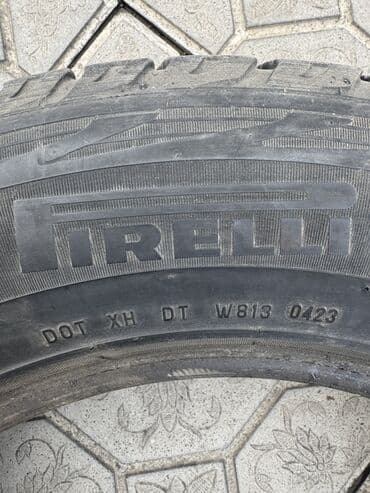 PIRELLI
DOT XH DT W813 0423